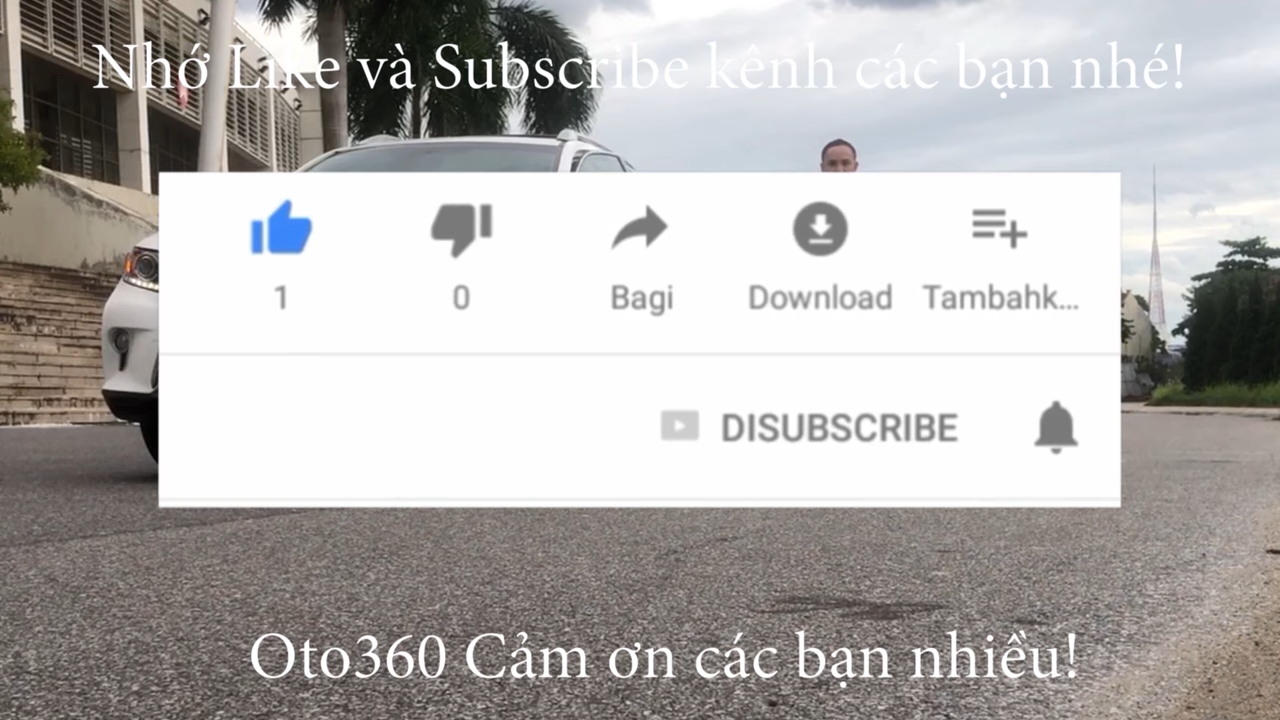 Nhớ Like và Subscribe kênh các bạn nhé!
1 0 Bagi Download Tambahk...
DISUBSCRIBE
Oto360 Cảm ơn các bạn nhiều!